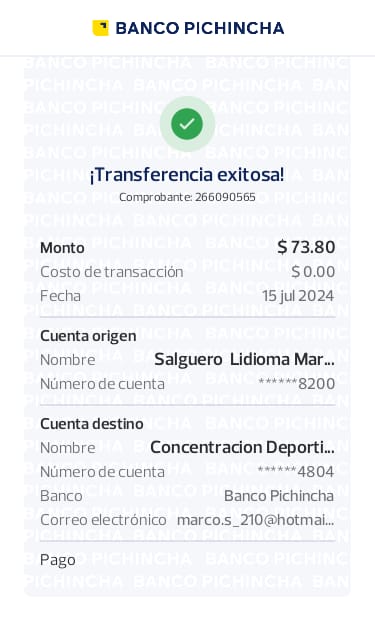 BANCO PICHINCHA
¡Transferencia exitosa!
Comprobante: 266090565
Monto $ 73.80
Costo de transacción $ 0.00
Fecha 15 jul 2024
Cuenta origen
Nombre Salguero Lidioma Mar...
Número de cuenta ******8200
Cuenta destino
Nombre Concentracion Deporti...
Número de cuenta ******4804
Banco Banco Pichincha
Correo electrónico marco.s_210@hotmai...
Pago